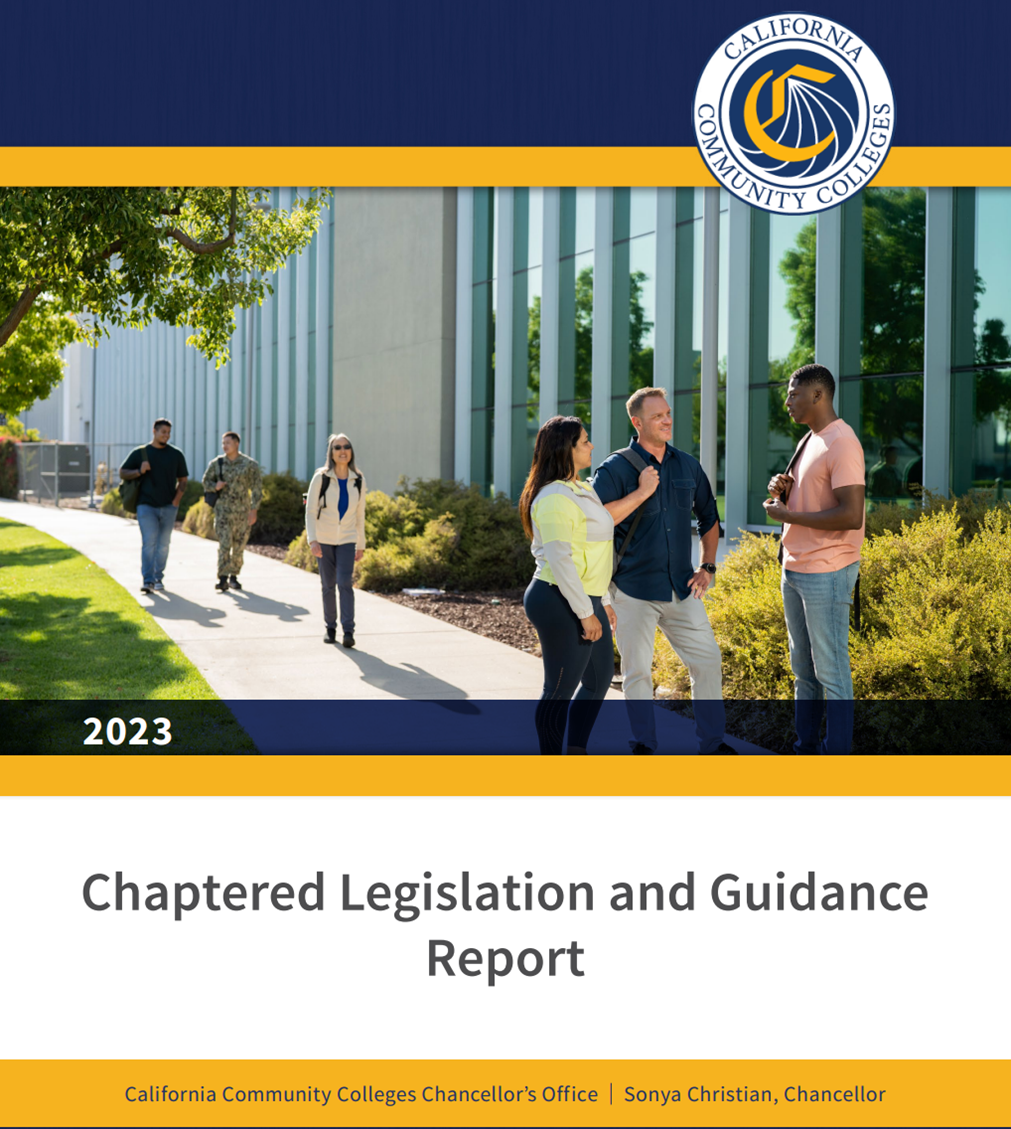 CALIFORNIA
COMMUNITY COLLEGES
2023
Chaptered Legislation and Guidance
Report
California Community Colleges Chancellor’s Office | Sonya Christian, Chancellor